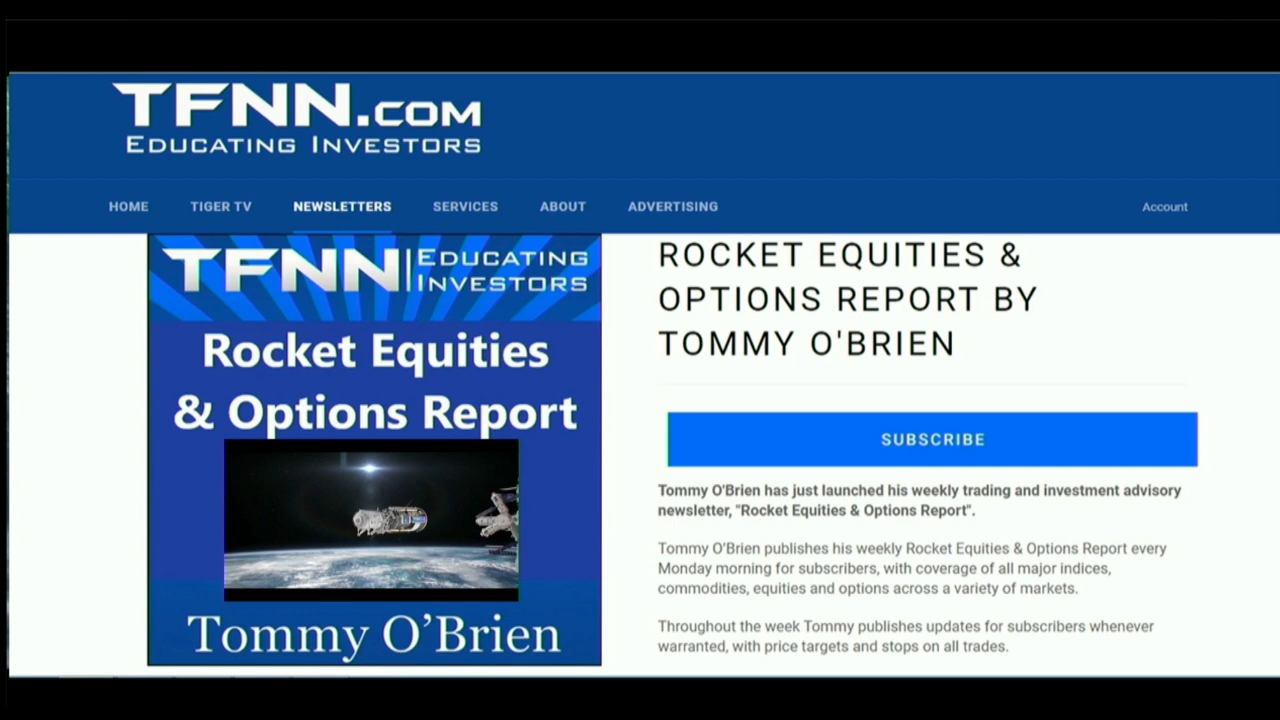 TFNN.COM
EDUCATING INVESTORS
HOME TIGER TV NEWSLETTERS SERVICES ABOUT ADVERTISING Account
TFNN EDUCATING
INVESTORS
Rocket Equities
& Options Report
Tommy O’Brien
ROCKET EQUITIES &
OPTIONS REPORT BY
TOMMY O'BRIEN
SUBSCRIBE
Tommy O'Brien has just launched his weekly trading and investment advisory
newsletter, "Rocket Equities & Options Report".
Tommy O'Brien publishes his weekly Rocket Equities & Options Report every
Monday morning for subscribers, with coverage of all major indices,
commodities, equities and options across a variety of markets.
Throughout the week Tommy publishes updates for subscribers whenever
warranted, with price targets and stops on all trades.